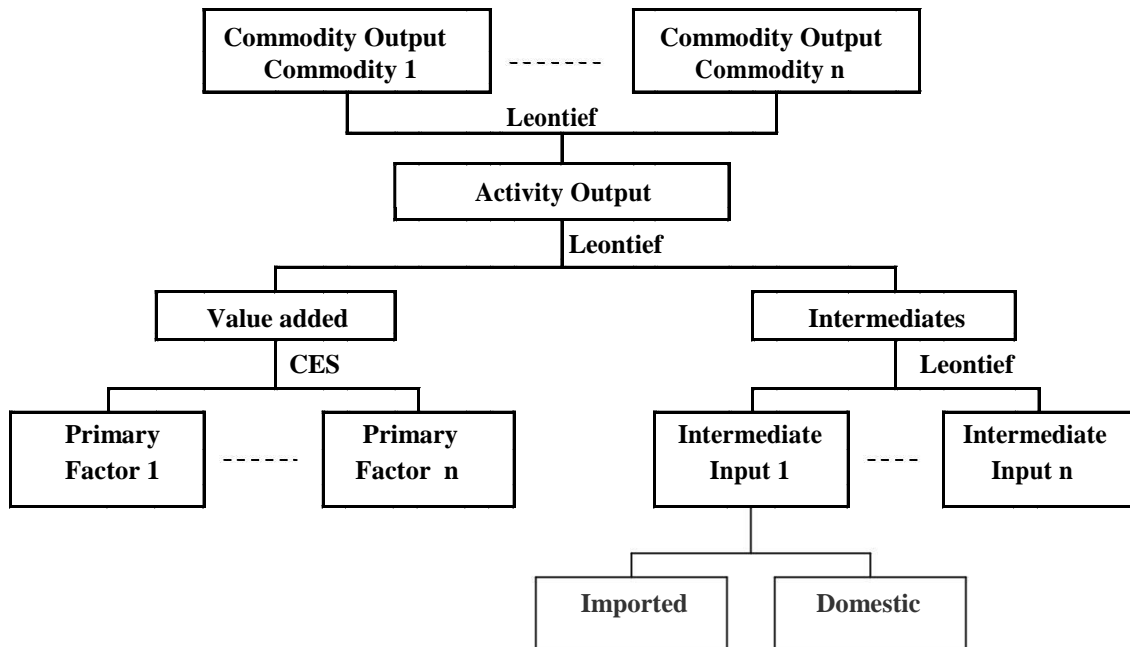 Commodity Output
Commodity 1
Commodity Output
Commodity n
Leontief
Activity Output
Leontief
Value added
Intermediates
CES
Leontief
Primary
Factor 1
Primary
Factor n
Intermediate
Input 1
Intermediate
Input n
Imported
Domestic